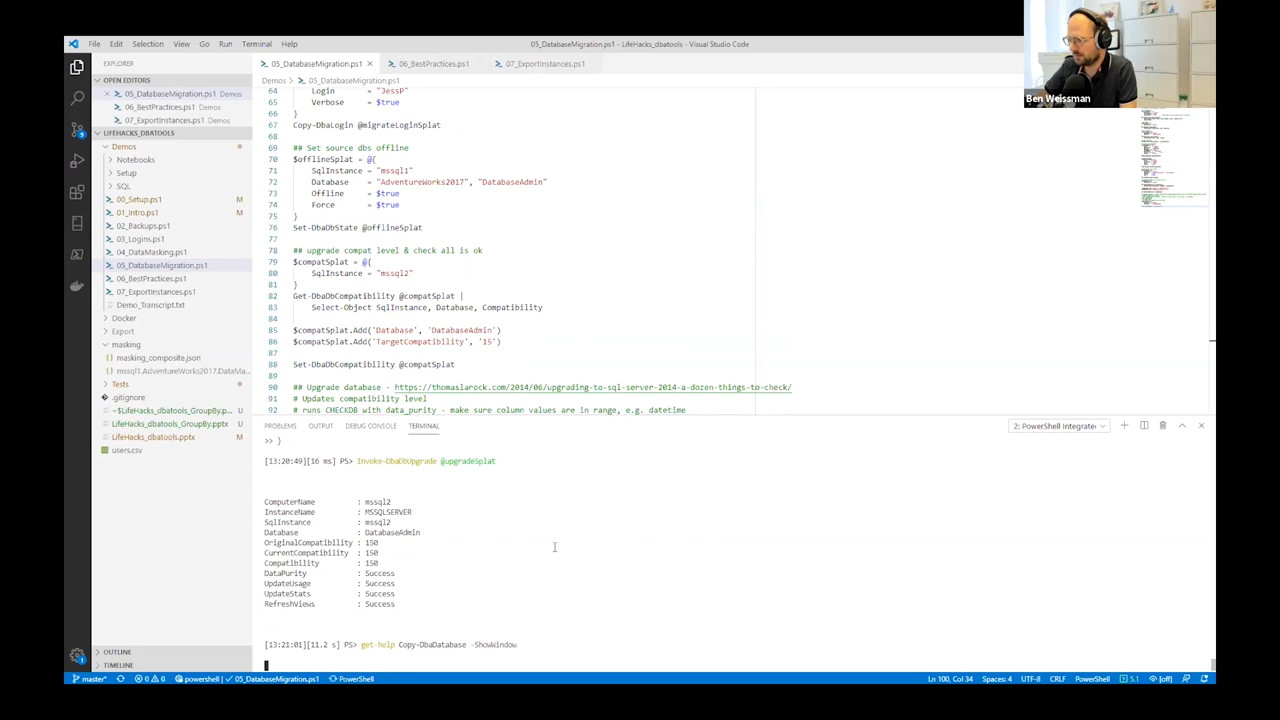 File Edit Selection View Go Run Terminal Help
05_DatabaseMigration.ps1 - LifeHacks_dbatools - Visual Studio Code
Ben Weissman
EXPLORER
OPEN EDITORS
05_DatabaseMigration.ps1 Demos
06_BestPractices.ps1 Demos
07_ExportInstances.ps1 Demos
LIFEHACKS_DBATOOLS
Demos
Notebooks
Setup
SQL
00_Setup.ps1 M
01_Intro.ps1 M
02_Backups.ps1
03_Logins.ps1
04_DataMasking.ps1
05_DatabaseMigration.ps1
06_BestPractices.ps1
07_ExportInstances.ps1
Demo_Transcript.txt
Docker
Export
masking
masking_composite.json
mssql1.AdventureWorks2017.DataMa...
Tests
.gitignore
~$LifeHacks_dbatools_GroupBy.p...
LifeHacks_dbatools_GroupBy.pptx
LifeHacks_dbatools.pptx
users.csv
OUTLINE
TIMELINE
05_DatabaseMigration.ps1 06_BestPractices.ps1 07_ExportInstances.ps1
Demos > 05_DatabaseMigration.ps1
64 Login = "JessP"
65 Verbose = $true
66 }
67 Copy-DbaLogin @migrateLoginSplat
68
69 ## Set source dbs offline
70 $offlineSplat = @{
71 SqlInstance = "mssql1"
72 Database = "AdventureWorks2017", "DatabaseAdmin"
73 Offline = $true
74 Force = $true
75 }
76 Set-DbaDbState @offlineSplat
77
78 ## upgrade compat level & check all is ok
79 $compatSplat = @{
80 SqlInstance = "mssql2"
81 }
82 Get-DbaDbCompatibility @compatSplat |
83 Select-Object SqlInstance, Database, Compatibility
84
85 $compatSplat.Add('Database', 'DatabaseAdmin')
86 $compatSplat.Add('TargetCompatibility', '15')
87
88 Set-DbaDbCompatibility @compatSplat
89
90 ## Upgrade database - https://thomaslarock.com/2014/06/upgrading-to-sql-server-2014-a-dozen-things-to-check/
91 # Updates compatibility level
92 # runs CHECKDB with data_purity - make sure column values are in range, e.g. datetime
PROBLEMS OUTPUT DEBUG CONSOLE TERMINAL
2: PowerShell Integrate
>> }
[13:20:49][16 ms] PS> Invoke-DbaDbUpgrade @upgradeSplat
ComputerName : mssql2
InstanceName : MSSQLSERVER
SqlInstance : mssql2
Database : DatabaseAdmin
OriginalCompatibility : 150
CurrentCompatibility : 150
Compatibility : 150
DataPurity : Success
UpdateUsage : Success
UpdateStats : Success
RefreshViews : Success
[13:21:01][11.2 s] PS> get-help Copy-DbaDatabase -ShowWindow
master* 0 0 powershell | 05_DatabaseMigration.ps1 PowerShell
Ln 100, Col 34 Spaces: 4 UTF-8 CRLF PowerShell 5.1 [off]